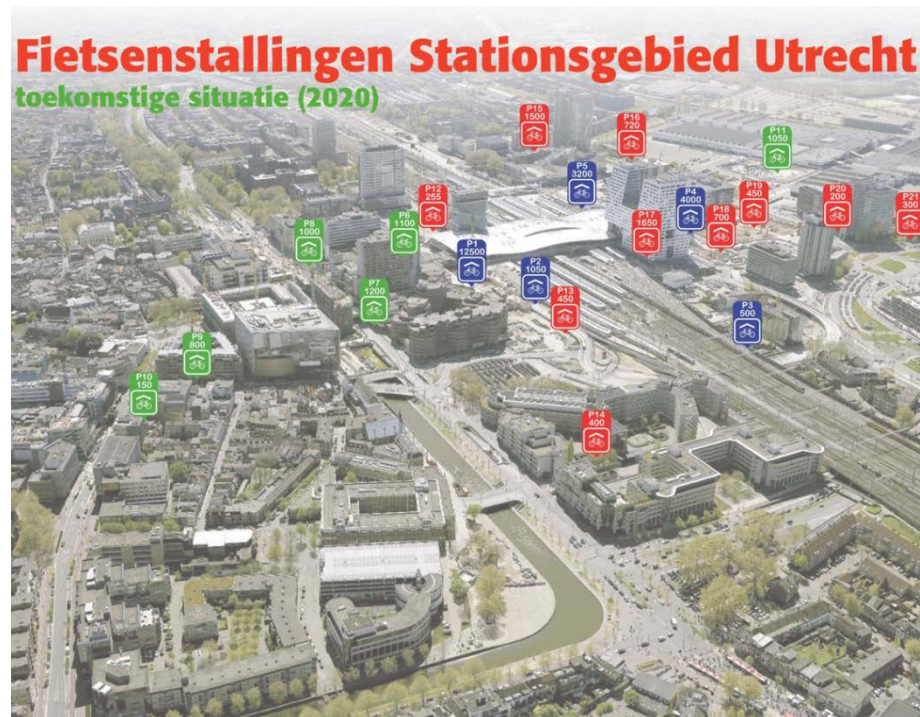 Fietsenstallingen Stationsgebied Utrecht
toekomstige situatie (2020)
P15
1500
P16
720
P11
1050
P5
3200
P12
255
P4
4000
P19
450
P20
200
P21
300
P8
1000
P6
1100
P18
700
P17
1650
P1
12500
P2
1050
P7
1200
P13
450
P3
500
P9
800
P10
150
P14
400